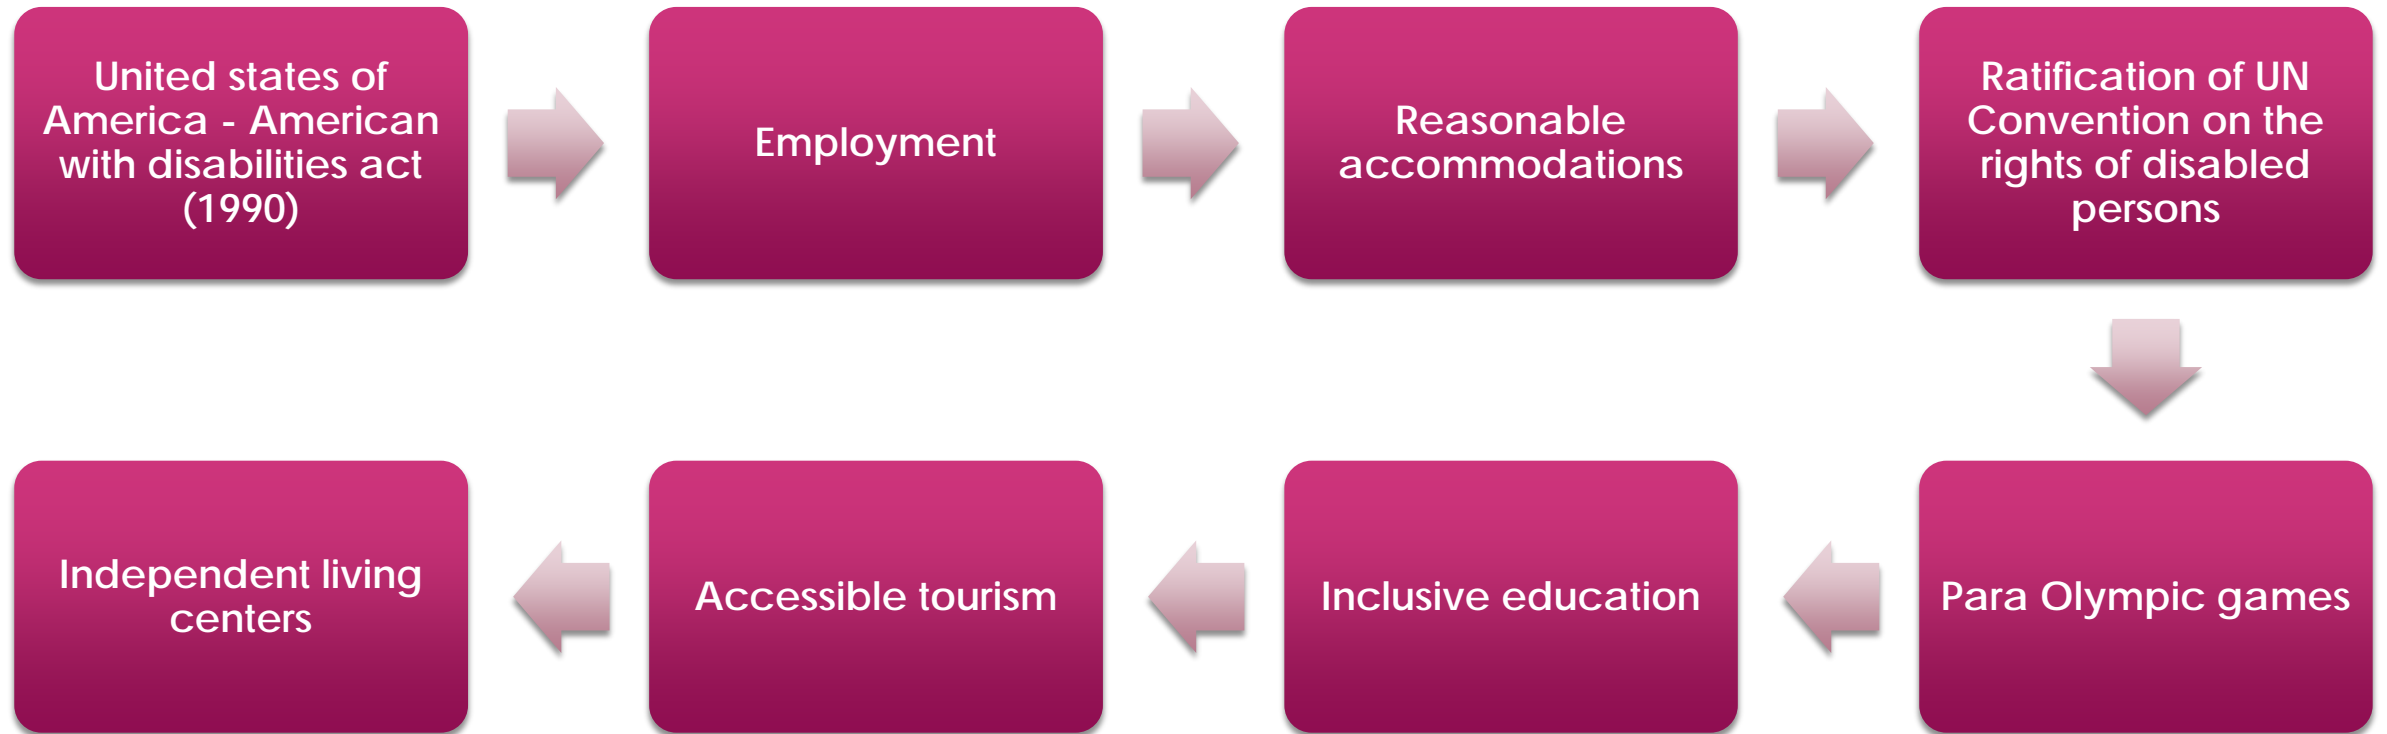 United states of
America - American
with disabilities act
(1990)
Employment
Reasonable
accommodations
Ratification of UN
Convention on the
rights of disabled
persons
Para Olympic games
Inclusive education
Accessible tourism
Independent living
centers